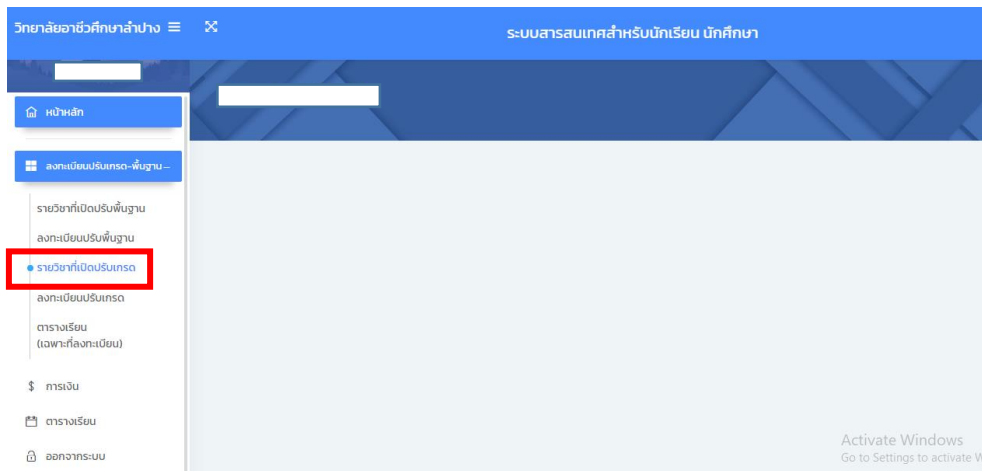 วิทยาลัยอาชีวศึกษาลำปาง
ระบบสารสนเทศสำหรับนักเรียน นักศึกษา
หน้าหลัก
ลงทะเบียนปรับเกรด-พื้นฐาน
รายวิชาที่เปิดปรับพื้นฐาน
ลงทะเบียนปรับพื้นฐาน
รายวิชาที่เปิดปรับเกรด
ลงทะเบียนปรับเกรด
ตารางเรียน
(เฉพาะที่ลงทะเบียน)
$ การเงิน
ตารางเรียน
ออกจากระบบ
Activate Windows
Go to Settings to activate W